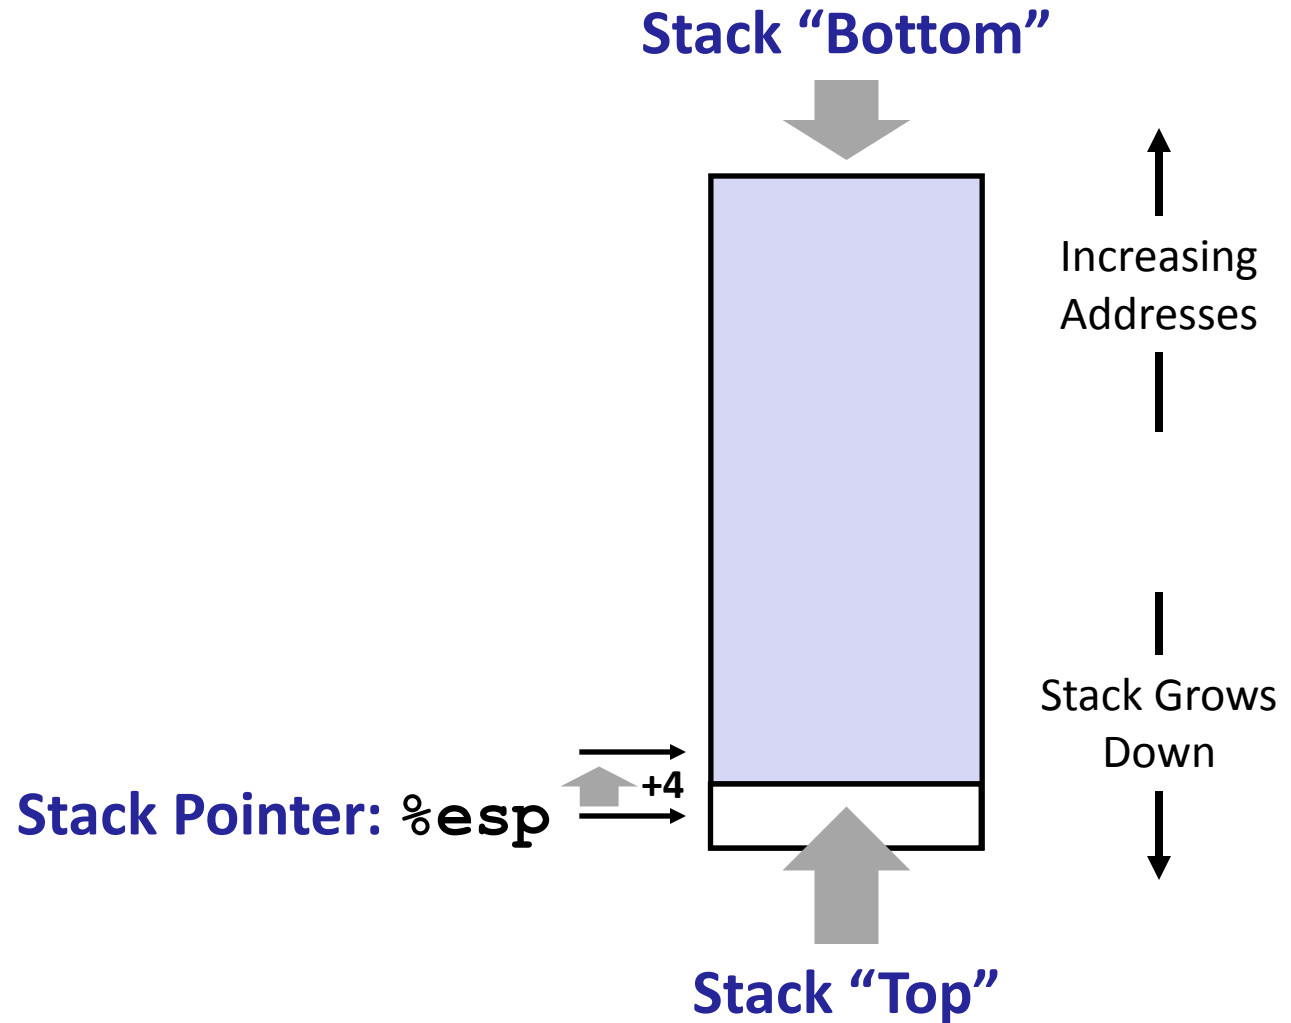 Stack “Bottom”
Increasing
Addresses
Stack Grows
Down
+4
Stack Pointer: %esp
Stack “Top”